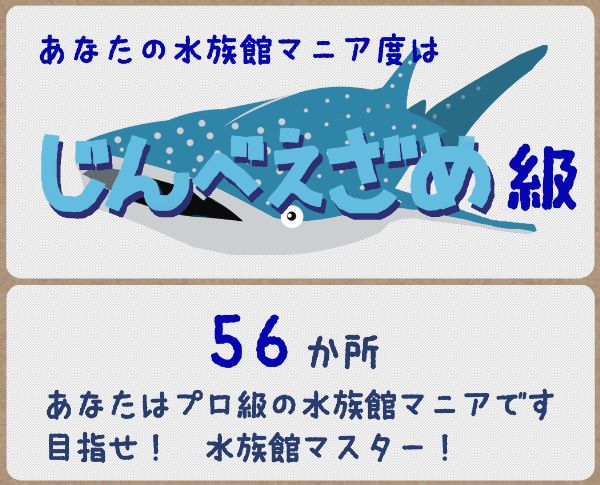 あなたの水族館マニア度は
じんべえざめ級
56か所
あなたはプロ級の水族館マニアです
目指せ！　水族館マスター！